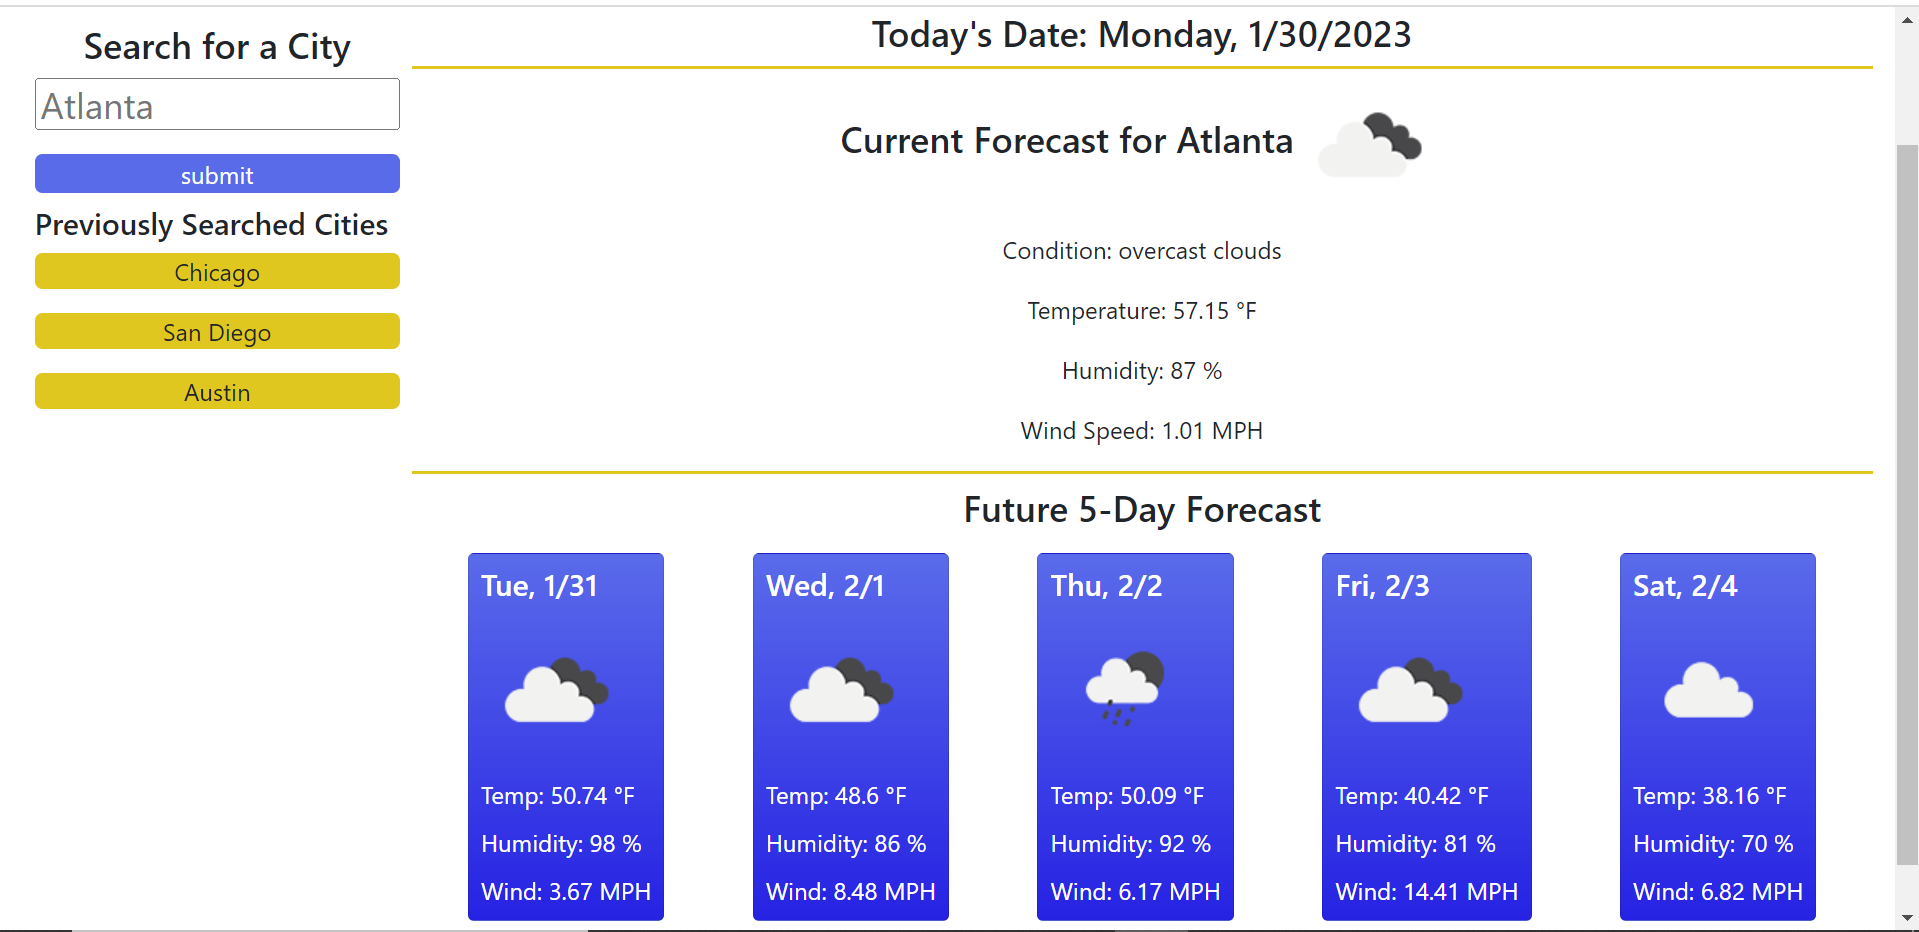 Search for a City
Atlanta
submit
Previously Searched Cities
Chicago
San Diego
Austin
Today's Date: Monday, 1/30/2023
Current Forecast for Atlanta
Condition: overcast clouds
Temperature: 57.15 °F
Humidity: 87 %
Wind Speed: 1.01 MPH
Future 5-Day Forecast
Tue, 1/31
Temp: 50.74 °F
Humidity: 98 %
Wind: 3.67 MPH
Wed, 2/1
Temp: 48.6 °F
Humidity: 86 %
Wind: 8.48 MPH
Thu, 2/2
Temp: 50.09 °F
Humidity: 92 %
Wind: 6.17 MPH
Fri, 2/3
Temp: 40.42 °F
Humidity: 81 %
Wind: 14.41 MPH
Sat, 2/4
Temp: 38.16 °F
Humidity: 70 %
Wind: 6.82 MPH